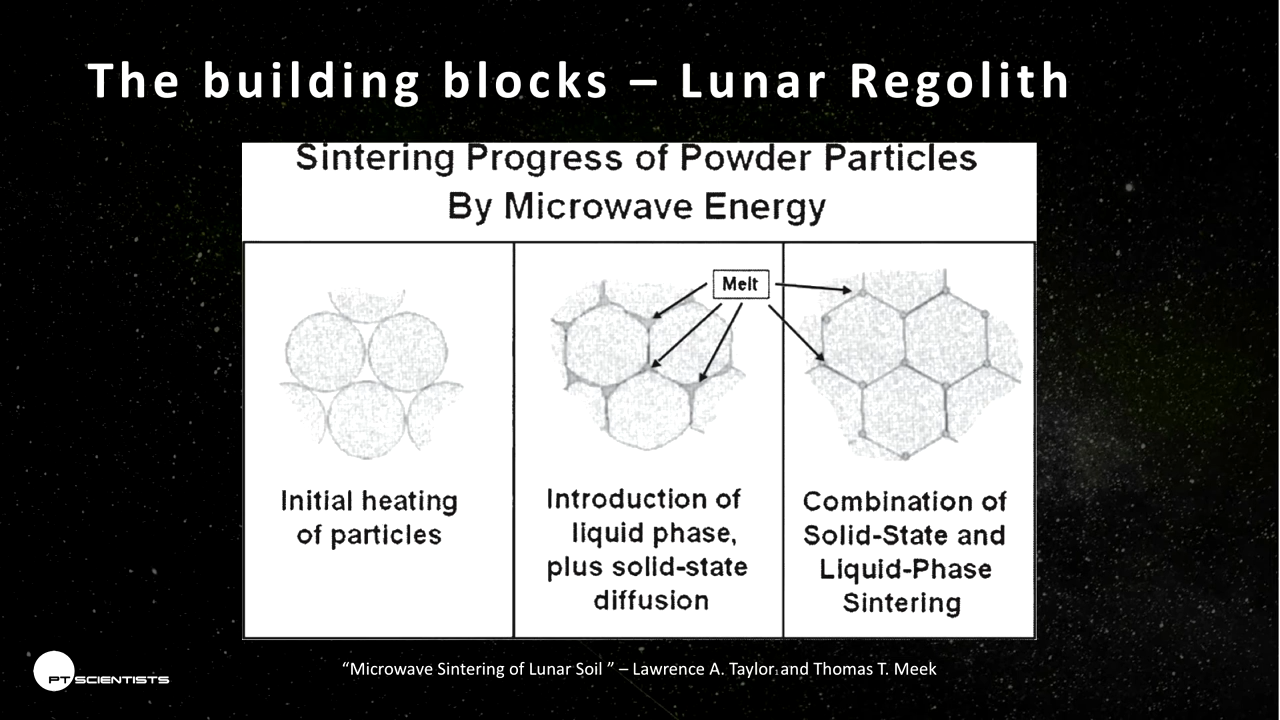 The building blocks – Lunar Regolith
Sintering Progress of Powder Particles
By Microwave Energy
Melt
Initial heating
of particles
Introduction of
liquid phase,
plus solid-state
diffusion
Combination of
Solid-State and
Liquid-Phase
Sintering
PT SCIENTISTS
“Microwave Sintering of Lunar Soil ” – Lawrence A. Taylor and Thomas T. Meek